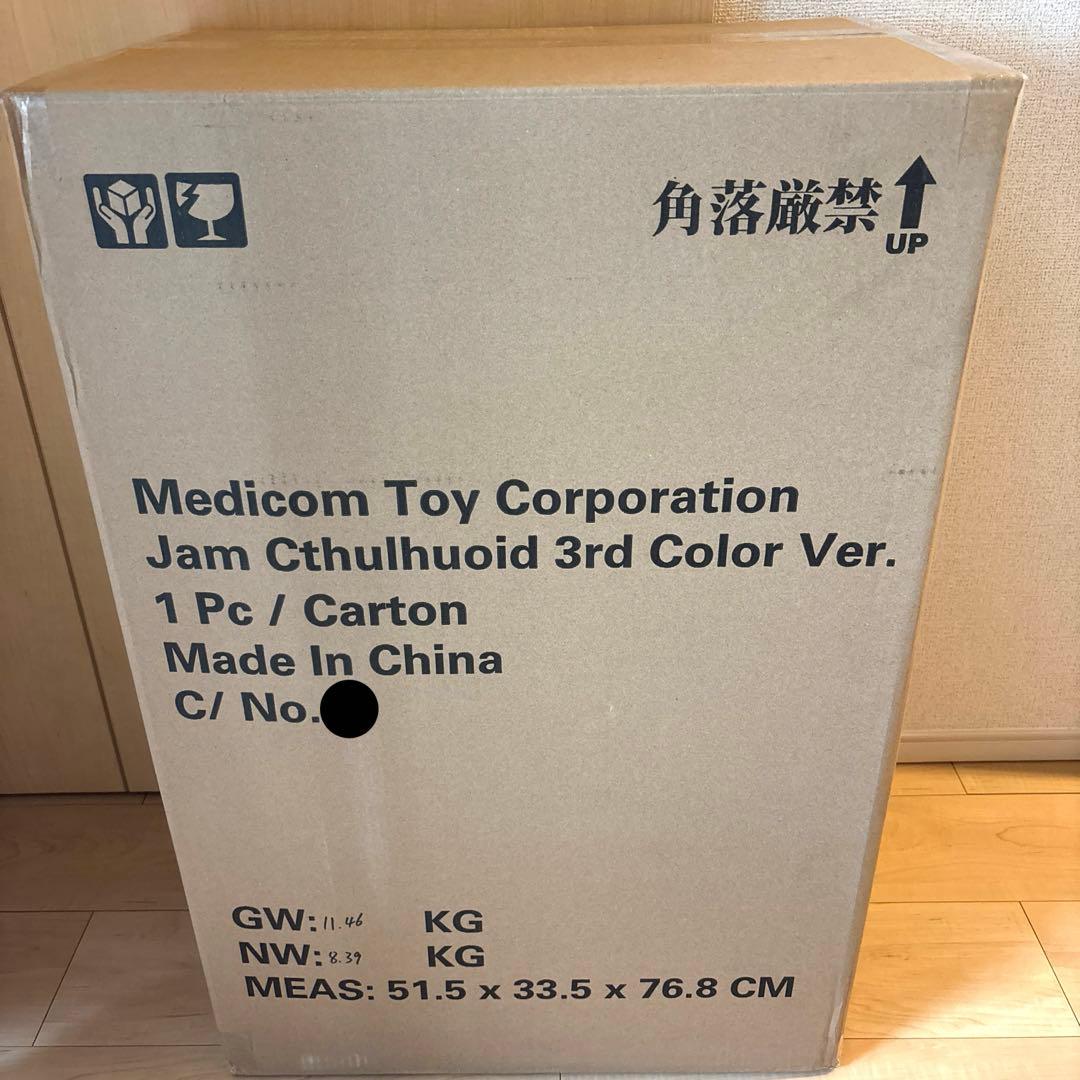 角落厳禁
UP
Medicom Toy Corporation
Jam Cthulhuoid 3rd Color Ver.
1 Pc / Carton
Made In China
C/ No.
GW: 11.46 KG
NW: 8.39 KG
MEAS: 51.5 x 33.5 x 76.8 CM